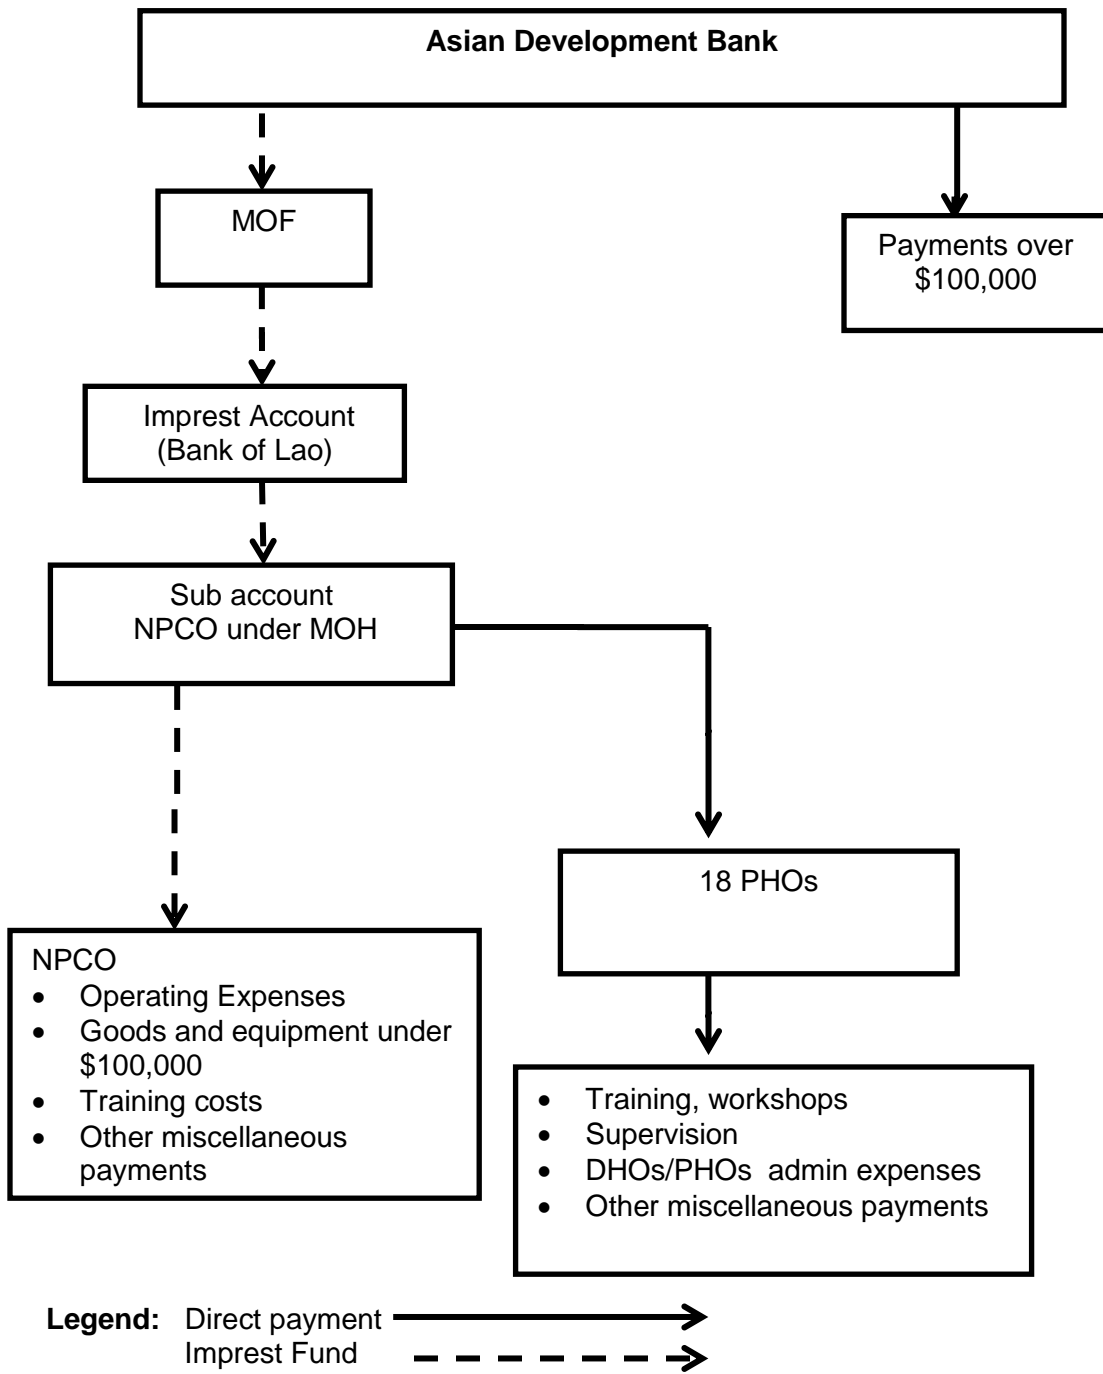 Asian Development Bank
MOF
Payments over
$100,000
Imprest Account
(Bank of Lao)
Sub account
NPCO under MOH
18 PHOs
NPCO
• Operating Expenses
• Goods and equipment under
$100,000
• Training costs
• Other miscellaneous
payments
• Training, workshops
• Supervision
• DHOs/PHOs admin expenses
• Other miscellaneous payments
Legend: Direct payment
Imprest Fund